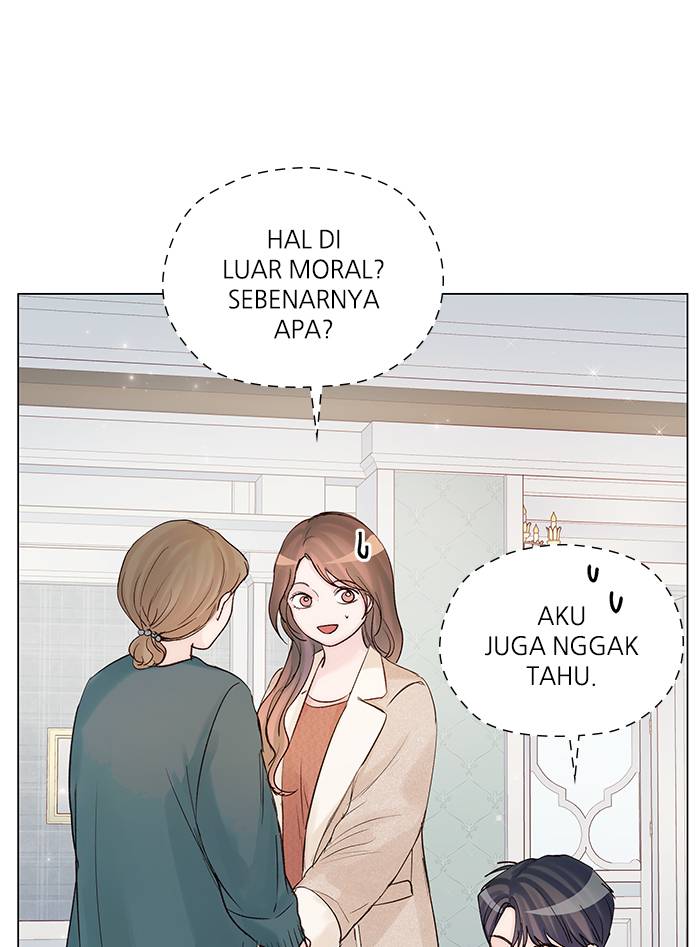 HAL DI
LUAR MORAL?
SEBENARNYA
APA?
AKU
JUGA NGGAK
TAHU.